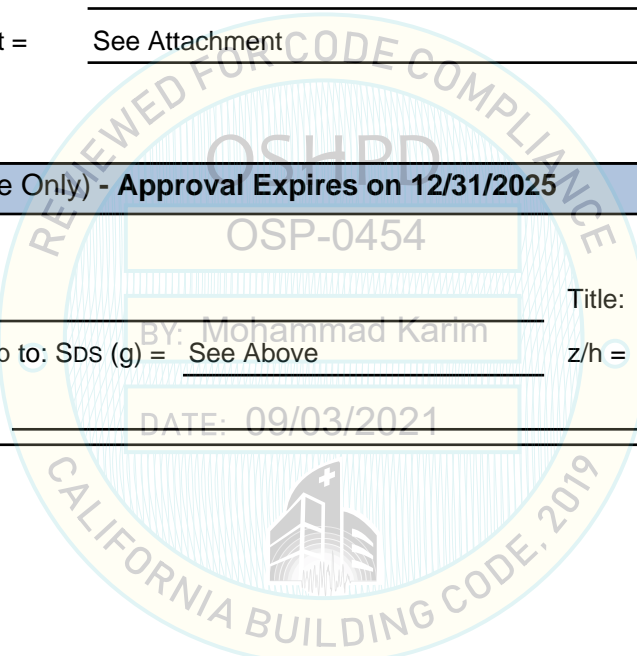 t = See Attachment
REVIEWED FOR CODE COMPLIANCE
OSHPD
e Only) - Approval Expires on 12/31/2025
OSP-0454
Title:
BY: Mohammad Karim
o to: SDS (g) = See Above z/h =
DATE: 09/03/2021
CALIFORNIA BUILDING CODE, 2019